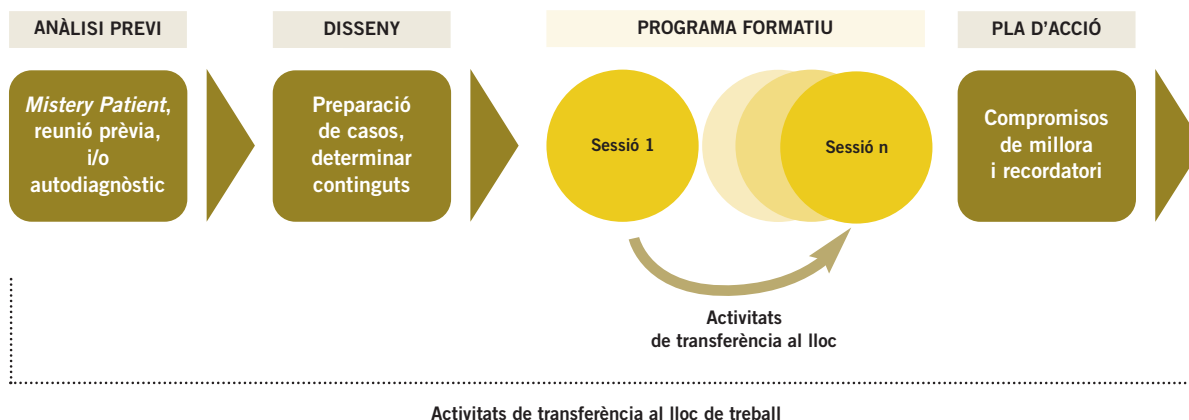 ANÀLISI PREVI
DISSENY
PROGRAMA FORMATIU
PLA D’ACCIÓ
Mistery Patient,
reunió prèvia,
i/o
autodiagnòstic
Preparació
de casos,
determinar
continguts
Sessió 1
Sessió n
Compromisos
de millora
i recordatori
Activitats
de transferència al lloc
Activitats de transferència al lloc de treball